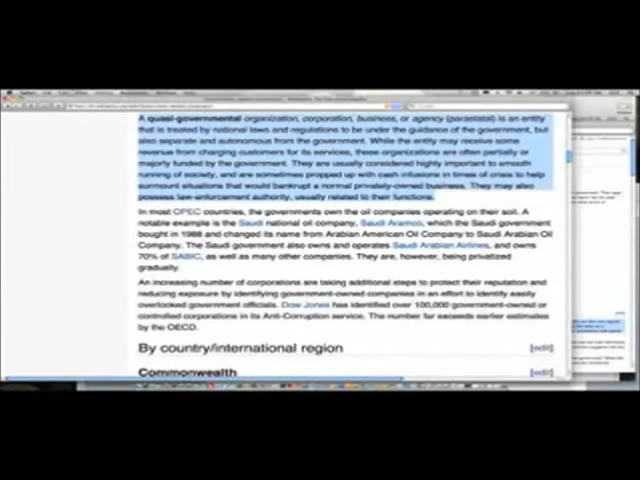 A quasi-governmental organization, corporation, business, or agency (parastatal) is an entity
that is treated by national laws and regulations to be under the guidance of the government, but
also separate and autonomous from the government. While the entity may receive some
revenue from charging customers for its services, these organizations are often partially or
majorly funded by the government. They are usually considered highly important to smooth
running of society, and are sometimes propped up with cash infusions in times of crisis to help
surmount situations that would bankrupt a normal privately-owned business. They may also
possess law-enforcement authority, usually related to their functions.
In most OPEC countries, the governments own the oil companies operating on their soil. A
notable example is the Saudi national oil company, Saudi Aramco, which the Saudi government
bought in 1988 and changed its name from Arabian American Oil Company to Saudi Arabian Oil
Company. The Saudi government also owns and operates Saudi Arabian Airlines, and owns
70% of SABIC, as well as many other companies. They are, however, being privatized
gradually.
An increasing number of corporations are taking additional steps to protect their reputation and
reducing exposure by identifying government-owned companies in an effort to identify easily
overlooked government officials. Dow Jones has identified over 100,000 government-owned or
controlled corporations in its Anti-Corruption service. The number far exceeds earlier estimates
by the OECD.
By country/international region [edit]
Commonwealth [edit]